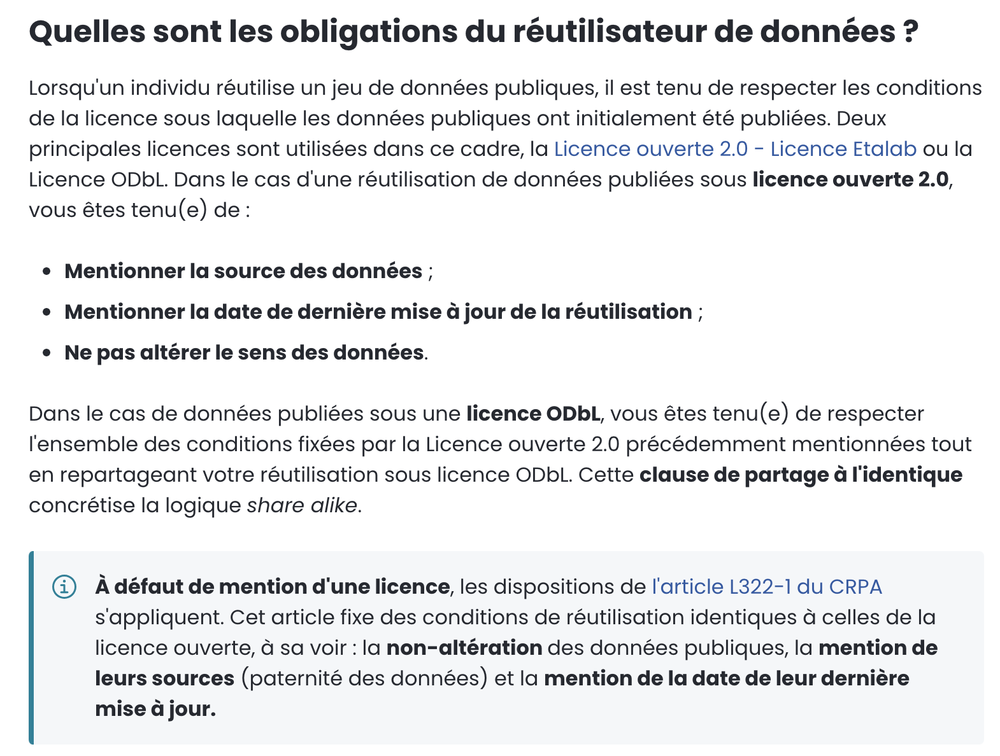 Quelles sont les obligations du réutilisateur de données ?
Lorsqu'un individu réutilise un jeu de données publiques, il est tenu de respecter les conditions
de la licence sous laquelle les données publiques ont initialement été publiées. Deux
principales licences sont utilisées dans ce cadre, la Licence ouverte 2.0 - Licence Etalab ou la
Licence ODbL. Dans le cas d'une réutilisation de données publiées sous licence ouverte 2.0,
vous êtes tenu(e) de :
• Mentionner la source des données ;
• Mentionner la date de dernière mise à jour de la réutilisation ;
• Ne pas altérer le sens des données.
Dans le cas de données publiées sous une licence ODbL, vous êtes tenu(e) de respecter
l'ensemble des conditions fixées par la Licence ouverte 2.0 précédemment mentionnées tout
en repartageant votre réutilisation sous licence ODbL. Cette clause de partage à l'identique
concrétise la logique share alike.
À défaut de mention d'une licence, les dispositions de l'article L322-1 du CRPA
s'appliquent. Cet article fixe des conditions de réutilisation identiques à celles de la
licence ouverte, à sa voir : la non-altération des données publiques, la mention de
leurs sources (paternité des données) et la mention de la date de leur dernière
mise à jour.